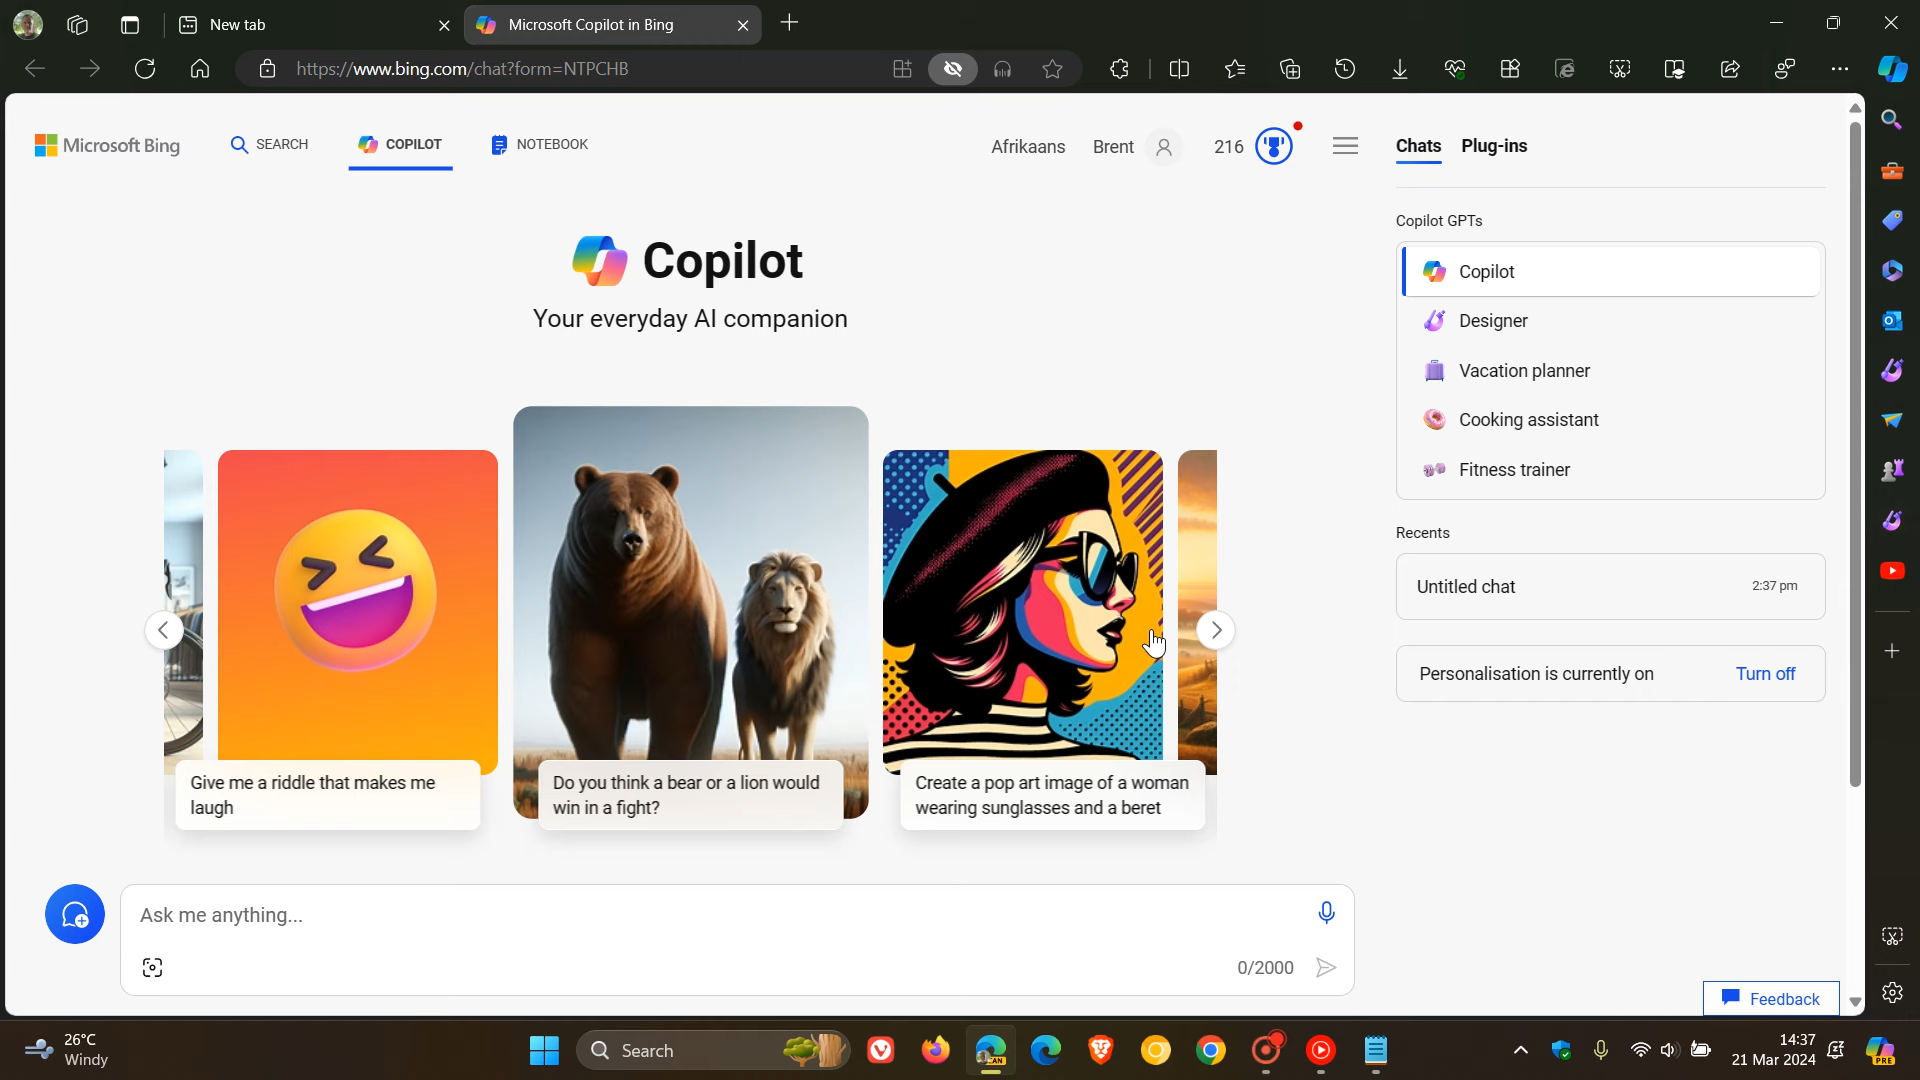 New tab
Microsoft Copilot in Bing
https://www.bing.com/chat?form=NTPCHB
Microsoft Bing
SEARCH
COPILOT
NOTEBOOK
Afrikaans
Brent
216
Chats
Plug-ins
Copilot
Your everyday AI companion
Copilot GPTs
Copilot
Designer
Vacation planner
Cooking assistant
Fitness trainer
Recents
Untitled chat
2:37 pm
Personalisation is currently on
Turn off
Give me a riddle that makes me
laugh
Do you think a bear or a lion would
win in a fight?
Create a pop art image of a woman
wearing sunglasses and a beret
Ask me anything...
0/2000
Feedback
26°C
Windy
Search
CAN
14:37
21 Mar 2024
PRE